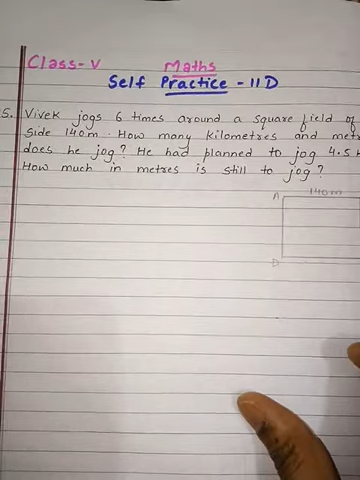 Class-V Maths
Self Practice - 11D
5. Vivek jogs 6 times around a square field of
side 140m. How many kilometres and metr
does he jog? He had planned to jog 4.5 k
How much in metres is still to jog?
A 140m
D